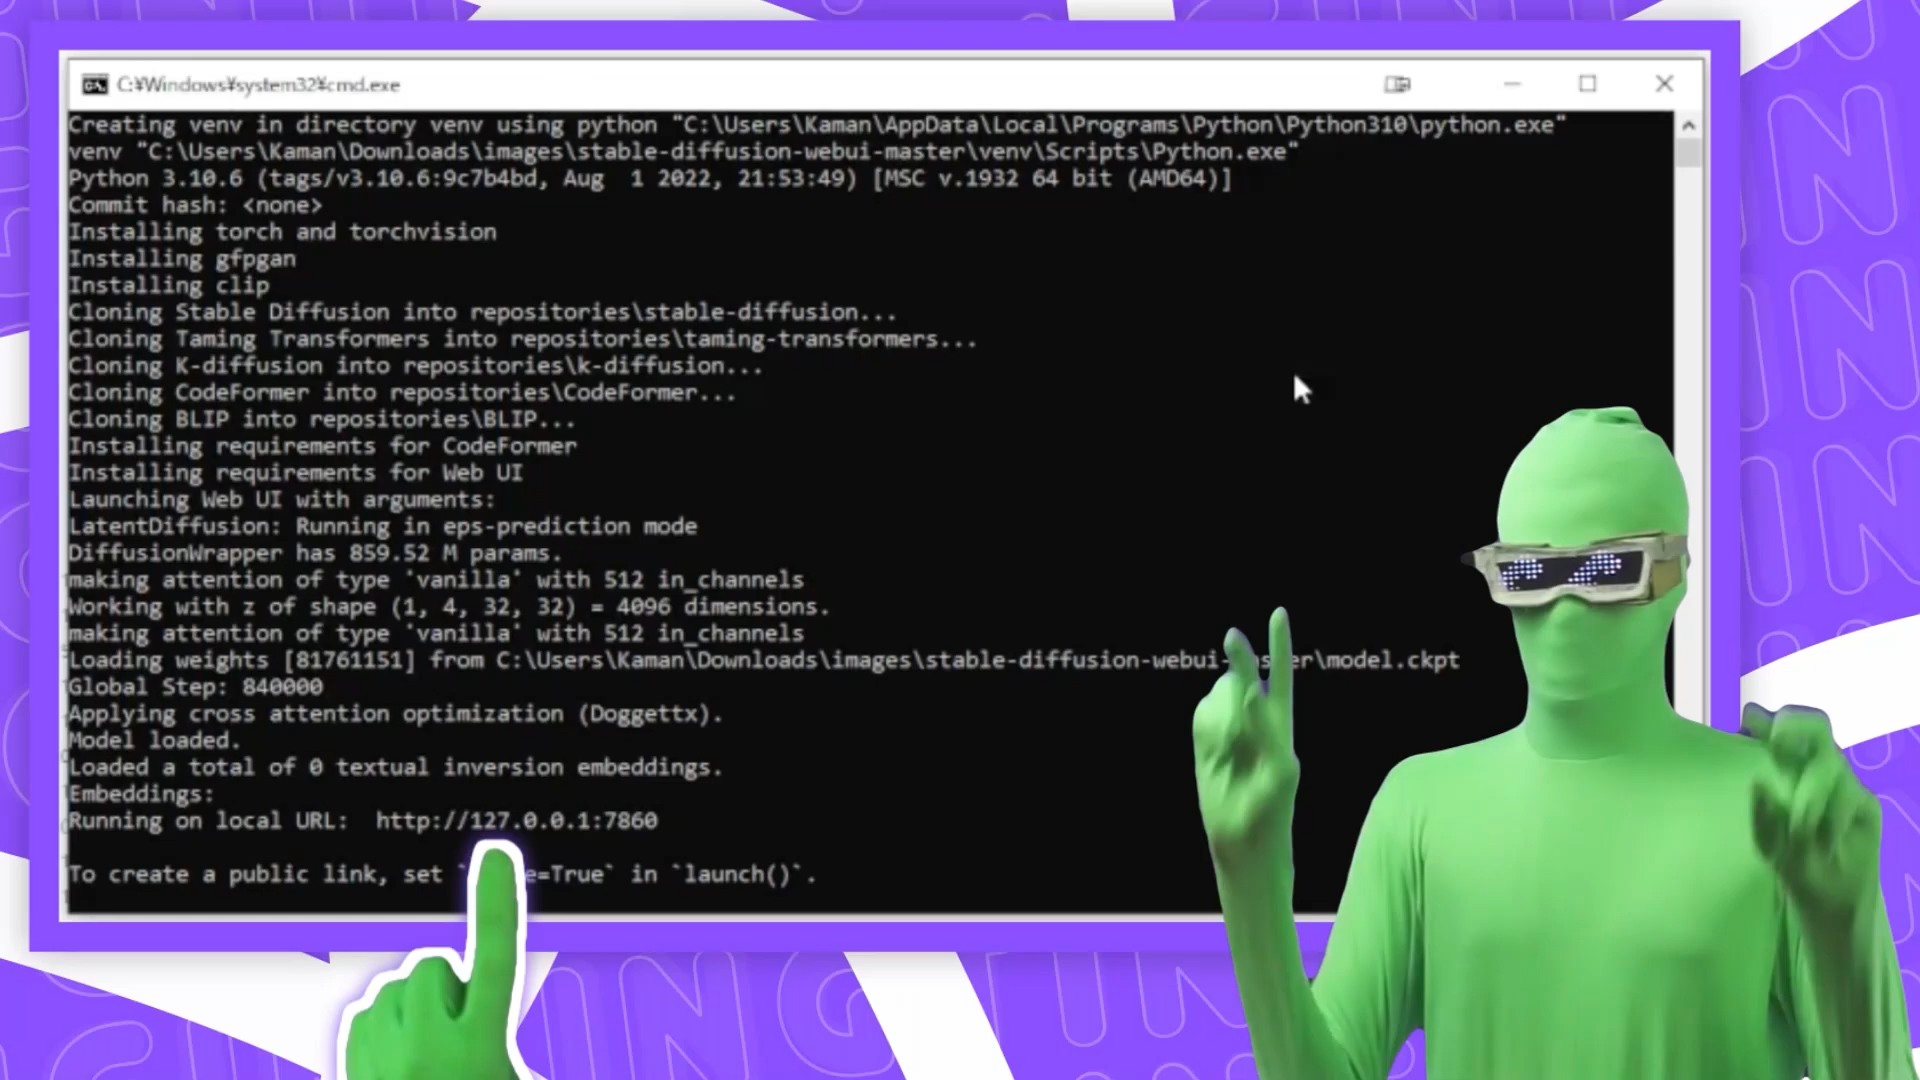 C:¥Windows¥system32¥cmd.exe
Creating venv in directory venv using python "C:\Users\Kaman\AppData\Local\Programs\Python\Python310\python.exe"
venv "C:\Users\Kaman\Downloads\images\stable-diffusion-webui-master\venv\Scripts\Python.exe"
Python 3.10.6 (tags/v3.10.6:9c7b4bd, Aug  1 2022, 21:53:49) [MSC v.1932 64 bit (AMD64)]
Commit hash: <none>
Installing torch and torchvision
Installing gfpgan
Installing clip
Cloning Stable Diffusion into repositories\stable-diffusion...
Cloning Taming Transformers into repositories\taming-transformers...
Cloning K-diffusion into repositories\k-diffusion...
Cloning CodeFormer into repositories\CodeFormer...
Cloning BLIP into repositories\BLIP...
Installing requirements for CodeFormer
Installing requirements for Web UI
Launching Web UI with arguments:
LatentDiffusion: Running in eps-prediction mode
DiffusionWrapper has 859.52 M params.
making attention of type 'vanilla' with 512 in_channels
Working with z of shape (1, 4, 32, 32) = 4096 dimensions.
making attention of type 'vanilla' with 512 in_channels
Loading weights [81761151] from C:\Users\Kaman\Downloads\images\stable-diffusion-webui- er\model.ckpt
Global Step: 840000
Applying cross attention optimization (Doggettx).
Model loaded.
Loaded a total of 0 textual inversion embeddings.
Embeddings:
Running on local URL:  http://127.0.0.1:7860
To create a public link, set ` e=True` in `launch()`.